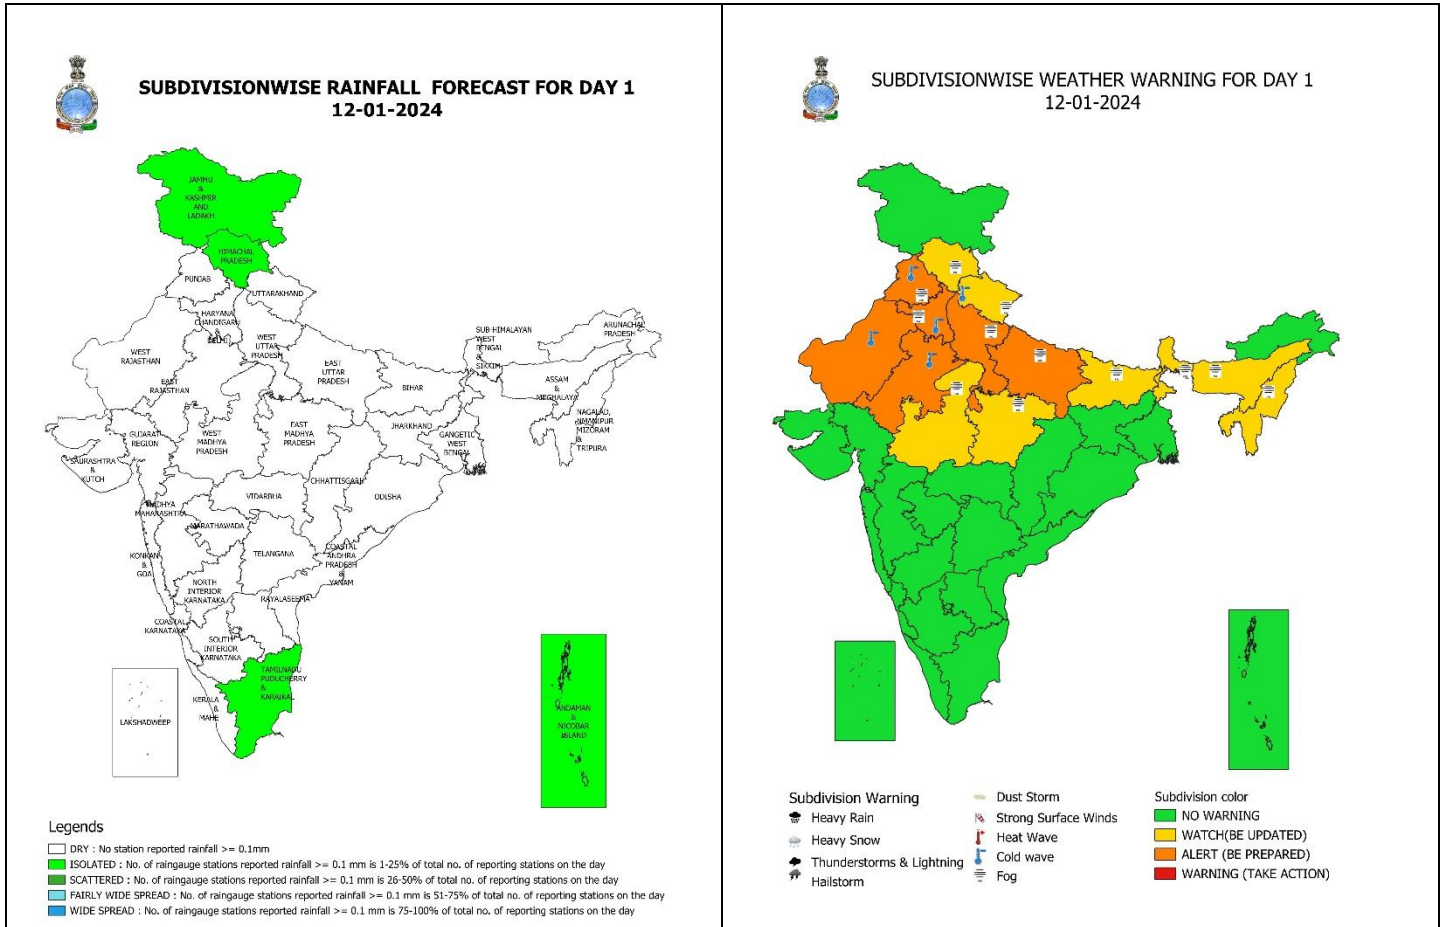 SUBDIVISIONWISE RAINFALL FORECAST FOR DAY 1
12-01-2024
JAMMU
&
KASHMIR
AND
LADAKH
HIMACHAL
PRADESH
PUNJAB
UTTARAKHAND
HARYANA
CHANDIGARH
&
DELHI
WEST
UTTAR
PRADESH
WEST
RAJASTHAN
EAST
RAJASTHAN
EAST
UTTAR
PRADESH
SUB-HIMALAYAN
WEST
BENGAL
&
SIKKIM
ARUNACHAL
PRADESH
BIHAR
ASSAM
&
MEGHALAYA
NAGALAD,
MANIPUR
MIZORAM
&
TRIPURA
GUJARAT
REGION
WEST
MADHYA
PRADESH
EAST
MADHYA
PRADESH
JHARKHAND
GANGETIC
WEST
BENGAL
SAURASHTRA
&
KUTCH
CHHATTISGARH
ODISHA
VIDARBHA
MADHYA
MAHARASHTRA
MARATHAWADA
TELANGANA
KONKAN
&
GOA
COASTAL
ANDHRA
PRADESH
&
YANAM
NORTH
INTERIOR
KARNATAKA
RAYALASEEMA
COASTAL
KARNATAKA
SOUTH
INTERIOR
KARNATAKA
TAMILNADU
PUDUCHERRY
&
KARAIKAL
KERALA
&
MAHE
LAKSHADWEEP
ANDAMAN
&
NICOBAR
ISLAND
Legends
DRY : No station reported rainfall >= 0.1mm
ISOLATED : No. of raingauge stations reported rainfall >= 0.1 mm is 1-25% of total no. of reporting stations on the day
SCATTERED : No. of raingauge stations reported rainfall >= 0.1 mm is 26-50% of total no. of reporting stations on the day
FAIRLY WIDE SPREAD : No. of raingauge stations reported rainfall >= 0.1 mm is 51-75% of total no. of reporting stations on the day
WIDE SPREAD : No. of raingauge stations reported rainfall >= 0.1 mm is 75-100% of total no. of reporting stations on the day
SUBDIVISIONWISE WEATHER WARNING FOR DAY 1
12-01-2024
Subdivision Warning
Heavy Rain
Heavy Snow
Thunderstorms & Lightning
Hailstorm
Dust Storm
Strong Surface Winds
Heat Wave
Cold wave
Fog
Subdivision color
NO WARNING
WATCH(BE UPDATED)
ALERT (BE PREPARED)
WARNING (TAKE ACTION)